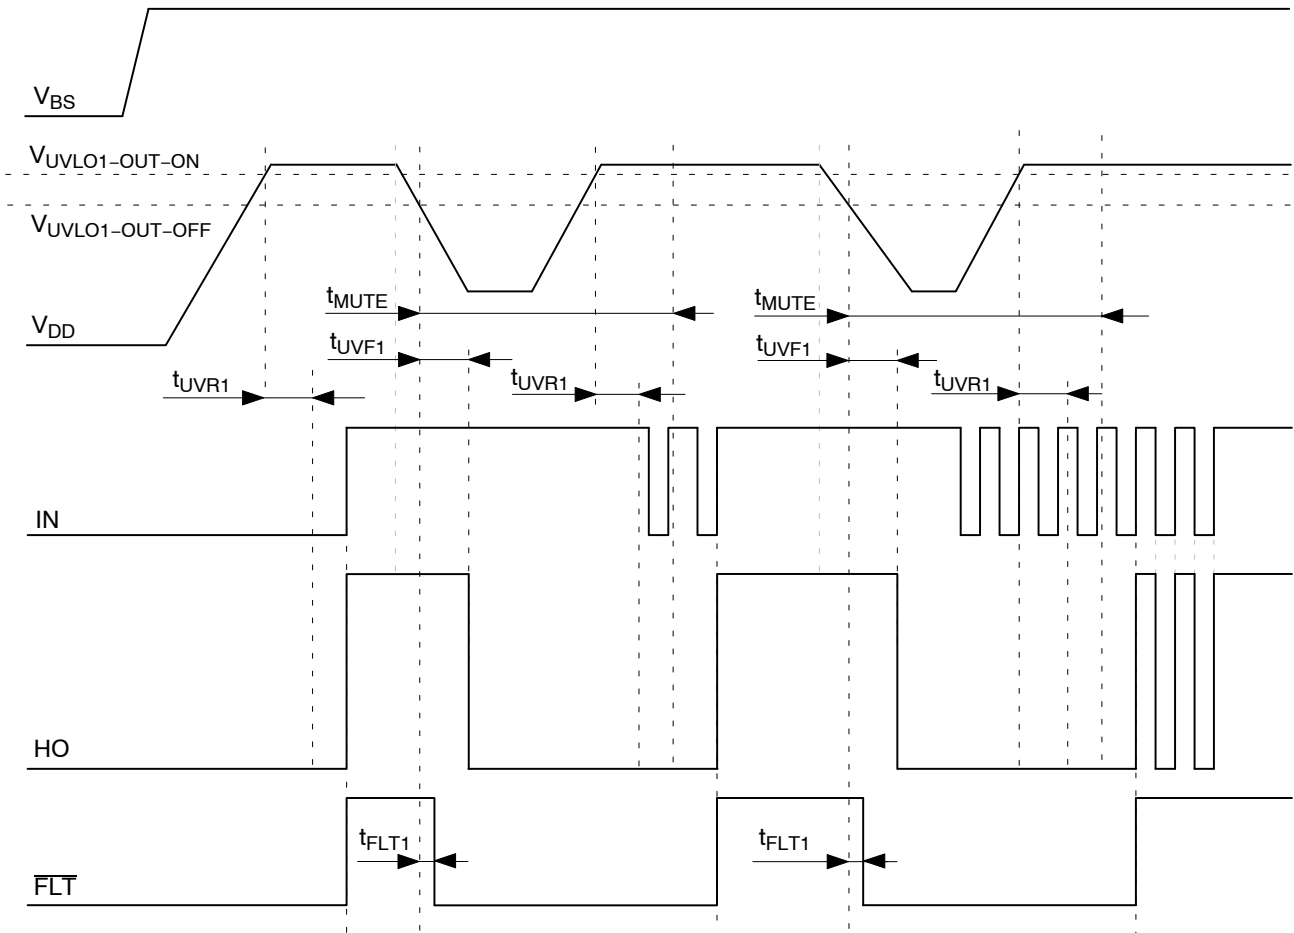 VBS
VUVLO1-OUT-ON
VUVLO1-OUT-OFF
tMUTE
tMUTE
VDD
tUVF1
tUVF1
tUVR1
tUVR1
tUVR1
IN
HO
tFLT1
tFLT1
FLT